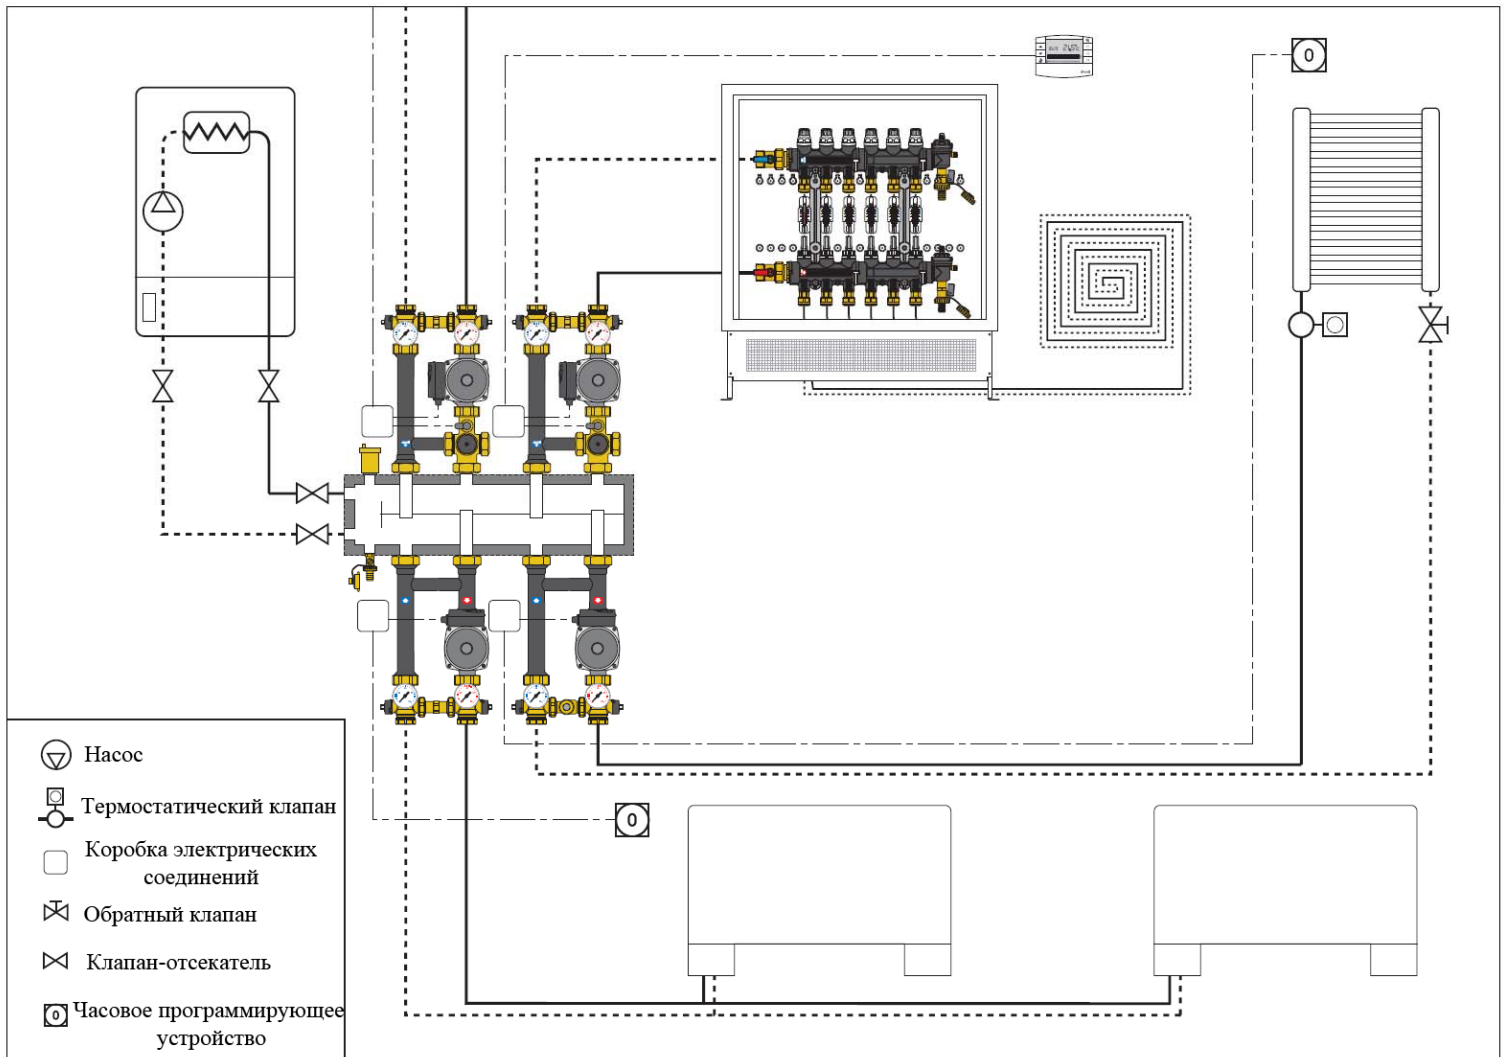 0
0
Насос
Термостатический клапан
Коробка электрических
соединений
Обратный клапан
Клапан-отсекатель
0
Часовое программирующее
устройство